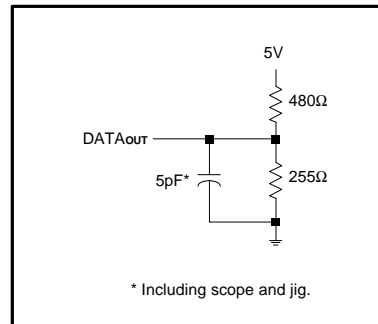 5V
480Ω
DATAOUT
5pF*
255Ω
* Including scope and jig.